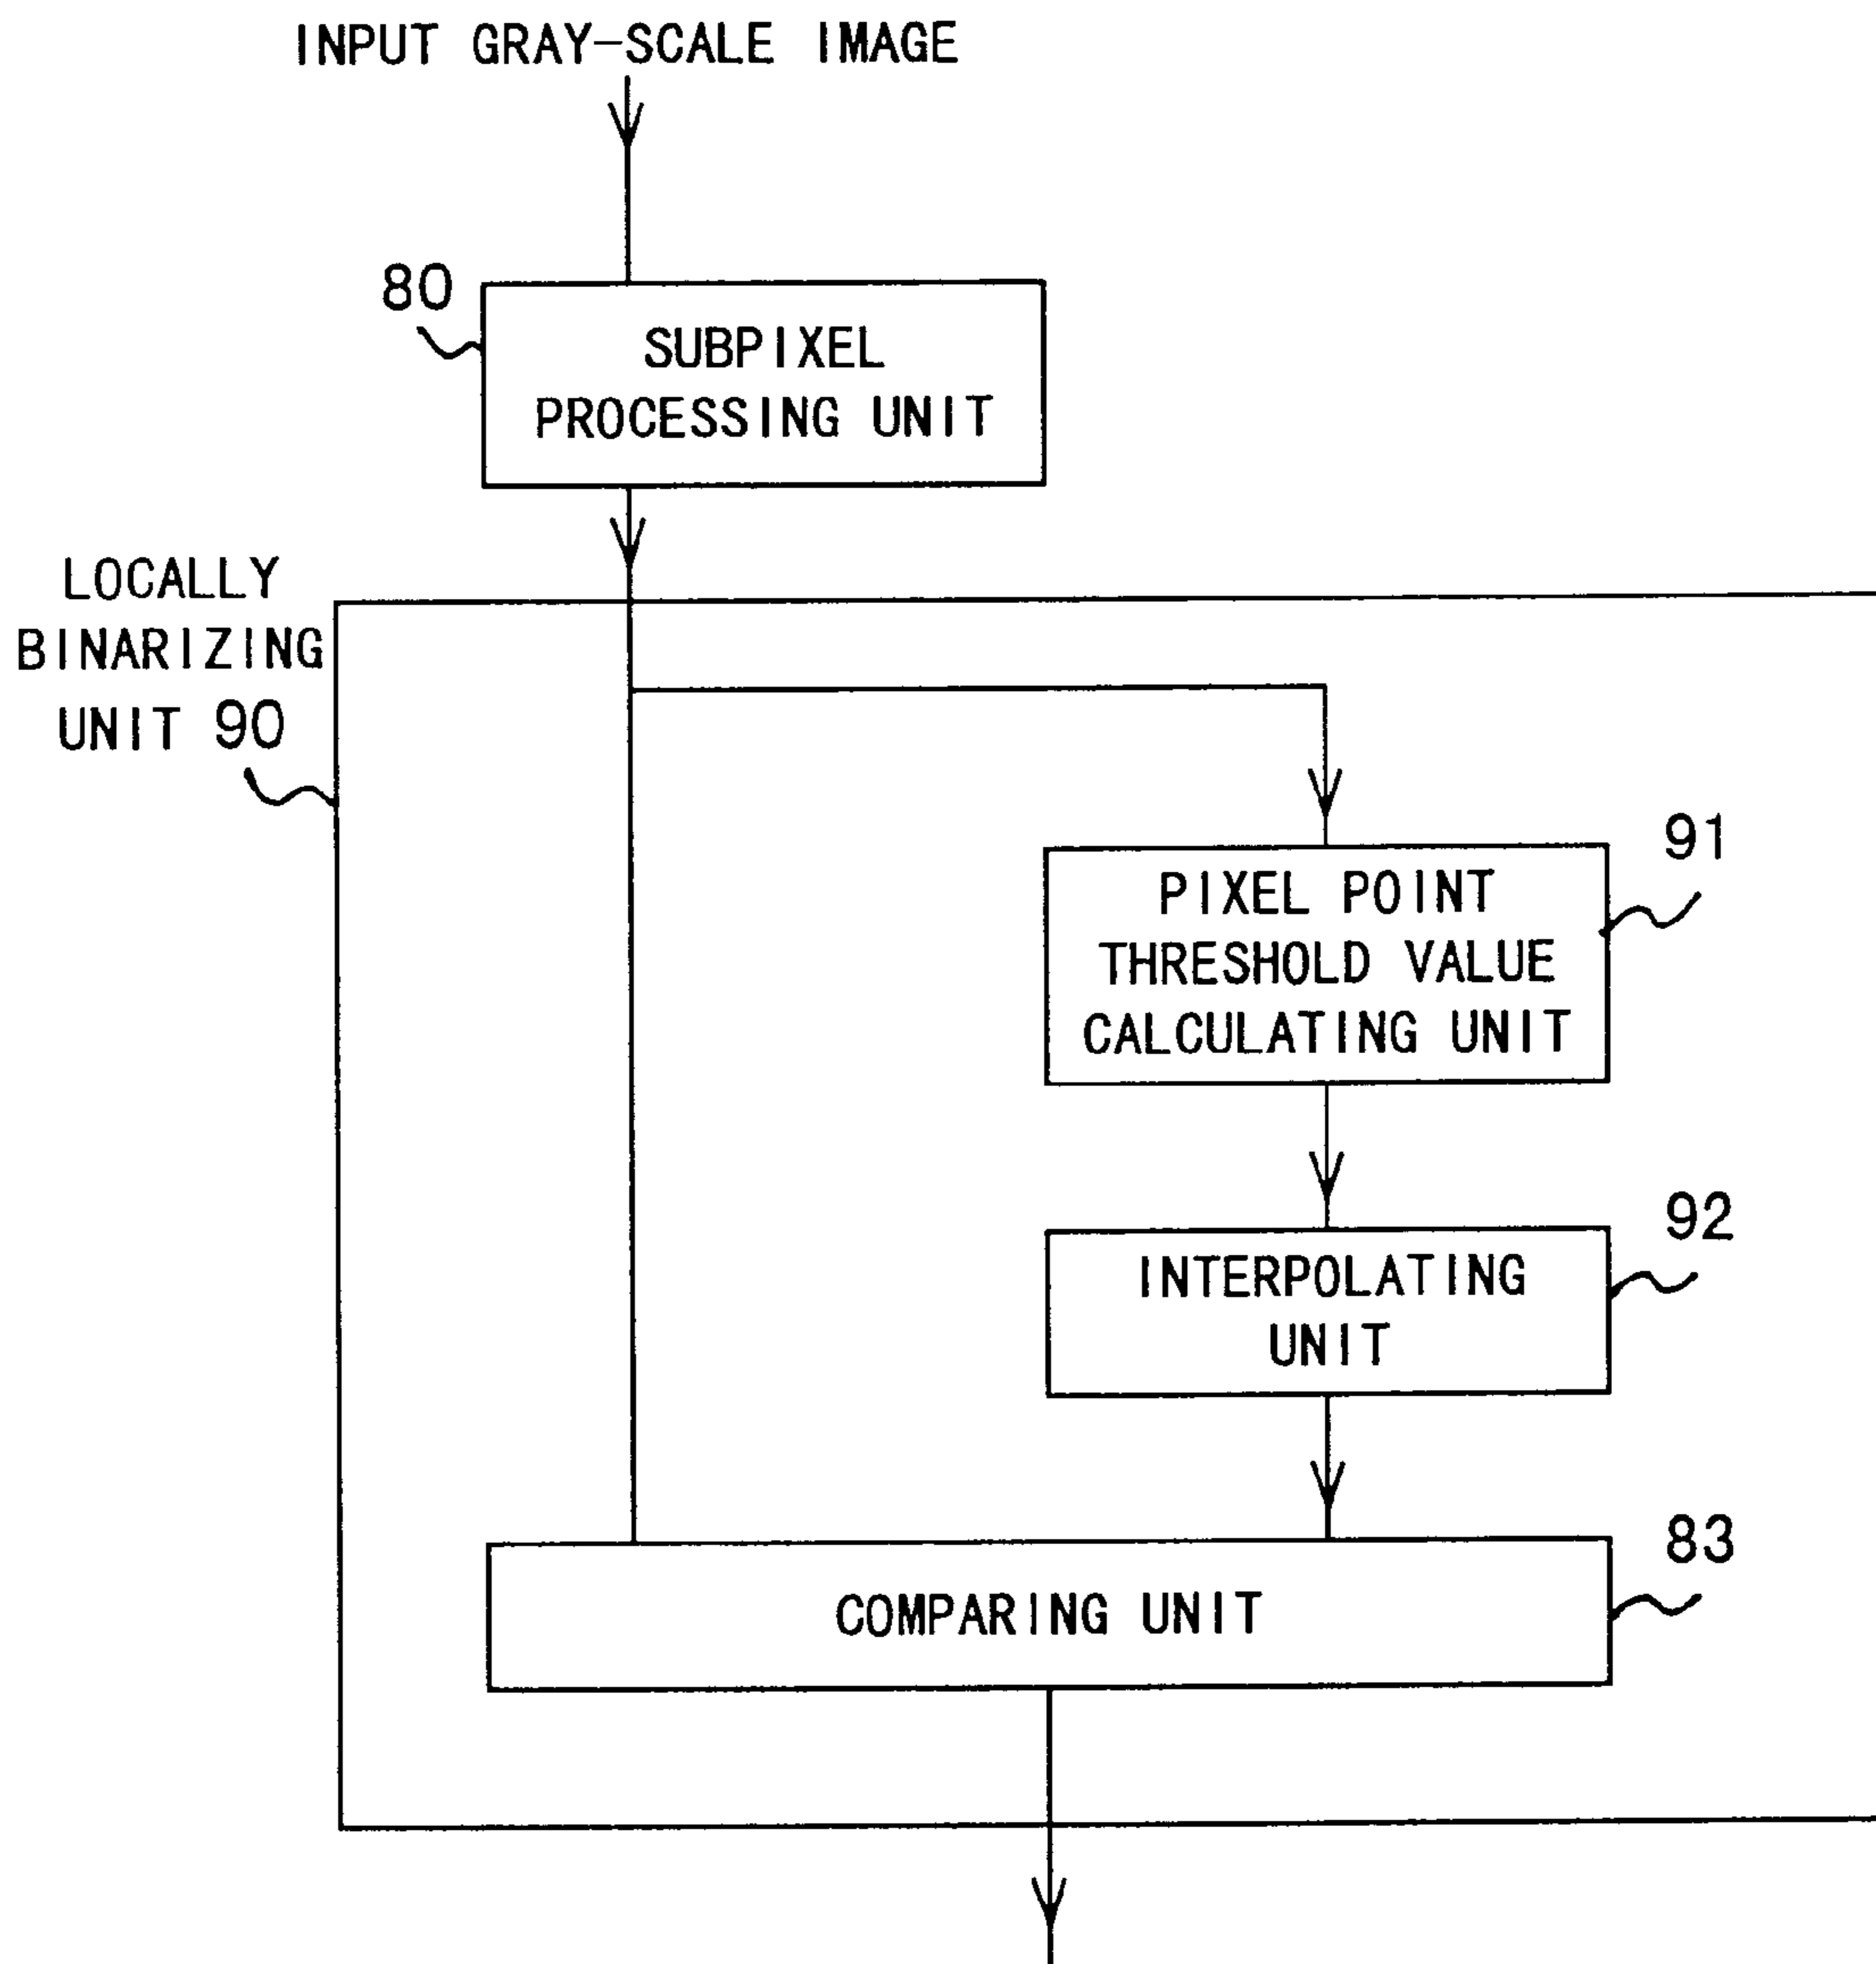 INPUT GRAY-SCALE IMAGE
80
SUBPIXEL
PROCESSING UNIT
LOCALLY
BINARIZING
UNIT 90
91
PIXEL POINT
THRESHOLD VALUE
CALCULATING UNIT
92
INTERPOLATING
UNIT
83
COMPARING UNIT